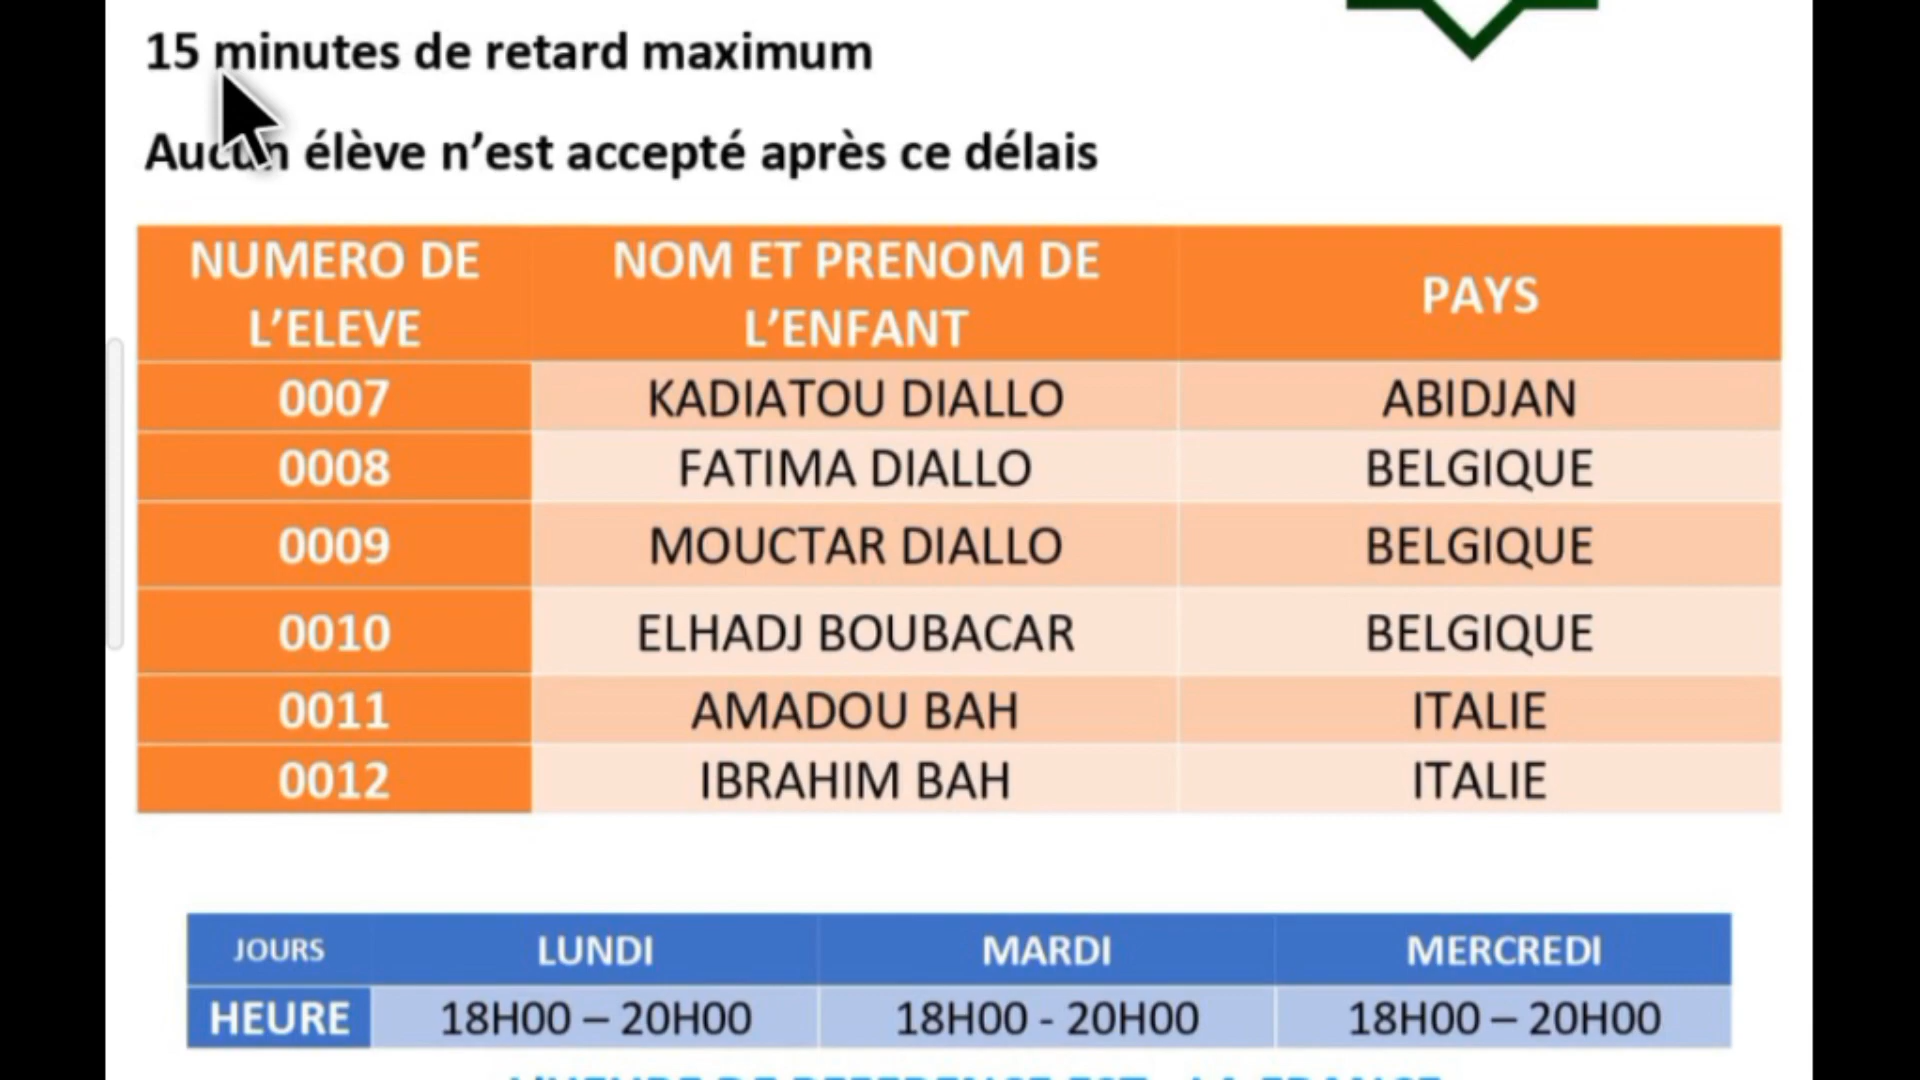 15 minutes de retard maximum
Aucun élève n’est accepté après ce délais
NUMERO DE L’ELEVE NOM ET PRENOM DE L’ENFANT PAYS
0007 KADIATOU DIALLO ABIDJAN
0008 FATIMA DIALLO BELGIQUE
0009 MOUCTAR DIALLO BELGIQUE
0010 ELHADJ BOUBACAR BELGIQUE
0011 AMADOU BAH ITALIE
0012 IBRAHIM BAH ITALIE
JOURS LUNDI MARDI MERCREDI
HEURE 18H00 – 20H00 18H00 - 20H00 18H00 – 20H00